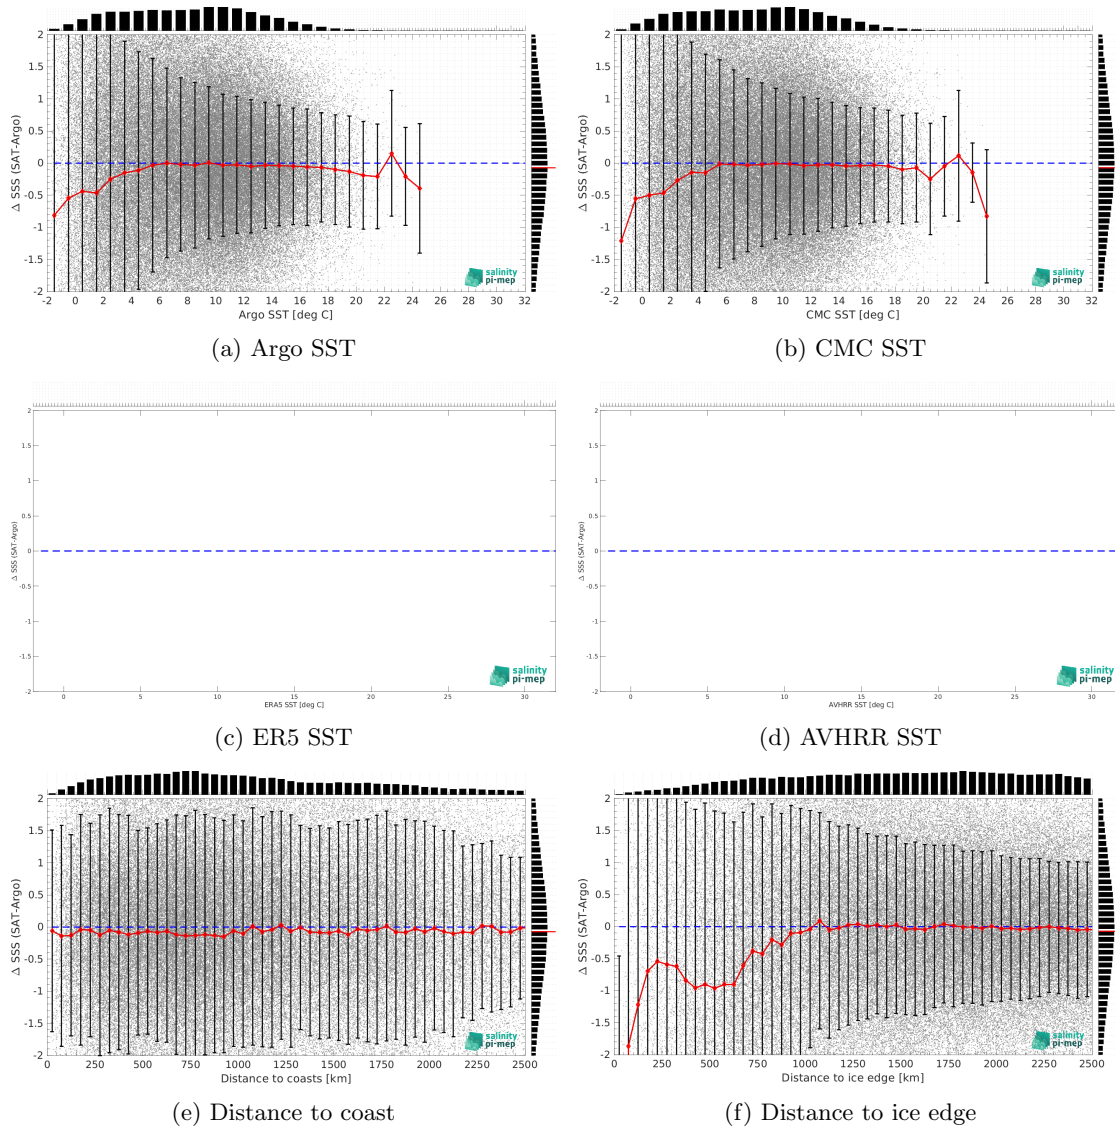 2
1.5
1
0.5
0
-0.5
-1
-1.5
-2
Δ SSS (SAT-Argo)
-2 0 2 4 6 8 10 12 14 16 18 20 22 24 26 28 30 32
Argo SST [deg C]
salinity
pi-mep
(a) Argo SST
2
1.5
1
0.5
0
-0.5
-1
-1.5
-2
Δ SSS (SAT-Argo)
-2 0 2 4 6 8 10 12 14 16 18 20 22 24 26 28 30 32
CMC SST [deg C]
salinity
pi-mep
(b) CMC SST
2
1.5
1
0.5
0
-0.5
-1
-1.5
-2
Δ SSS (SAT-Argo)
0 5 10 15 20 25 30
ERA5 SST [deg C]
salinity
pi-mep
(c) ER5 SST
2
1.5
1
0.5
0
-0.5
-1
-1.5
-2
Δ SSS (SAT-Argo)
0 5 10 15 20 25 30
AVHRR SST [deg C]
salinity
pi-mep
(d) AVHRR SST
2
1.5
1
0.5
0
-0.5
-1
-1.5
-2
Δ SSS (SAT-Argo)
0 250 500 750 1000 1250 1500 1750 2000 2250 2500
Distance to coasts [km]
salinity
pi-mep
(e) Distance to coast
2
1.5
1
0.5
0
-0.5
-1
-1.5
-2
Δ SSS (SAT-Argo)
0 250 500 750 1000 1250 1500 1750 2000 2250 2500
Distance to ice edge [km]
salinity
pi-mep
(f) Distance to ice edge